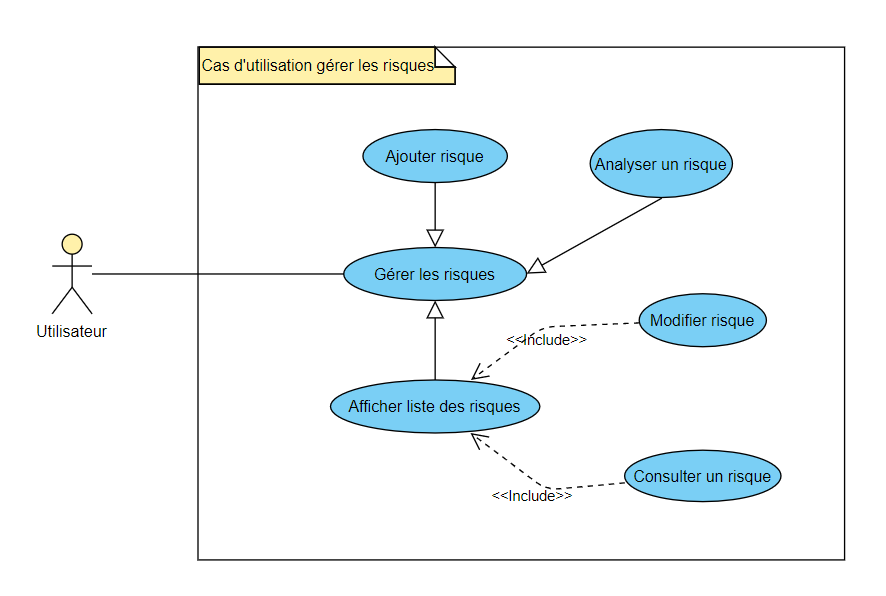 Cas d'utilisation gérer les risques
Ajouter risque
Analyser un risque
Gérer les risques
Utilisateur
Modifier risque
<<Include>>
Afficher liste des risques
Consulter un risque
<<Include>>